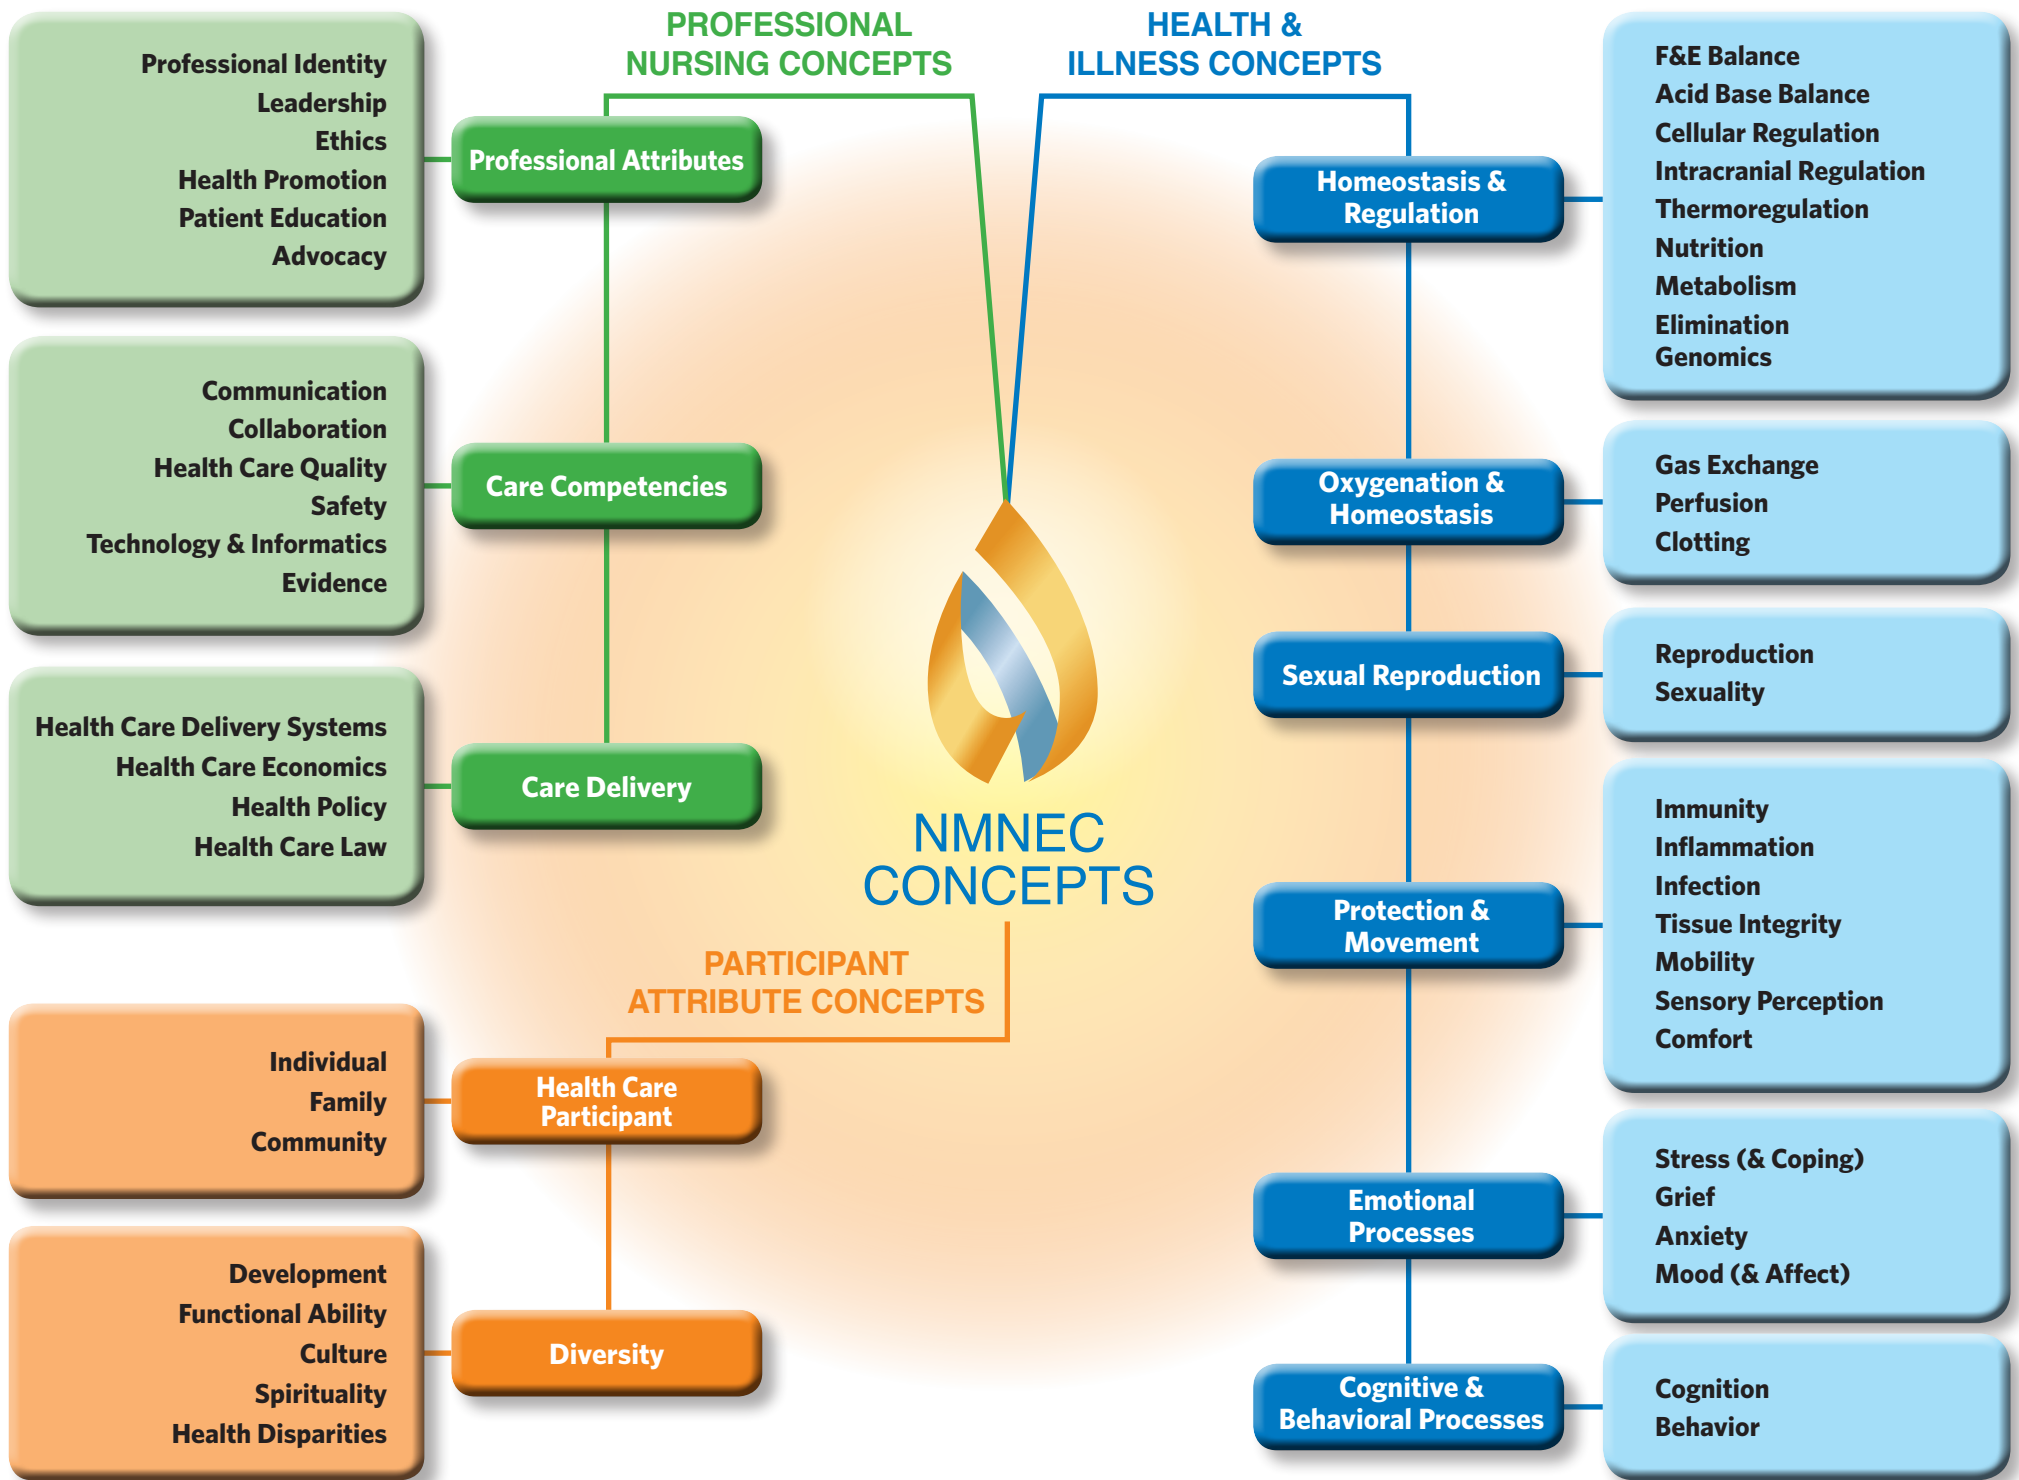 PROFESSIONAL
NURSING CONCEPTS
Professional Attributes
Professional Identity
Leadership
Ethics
Health Promotion
Patient Education
Advocacy
Care Competencies
Communication
Collaboration
Health Care Quality
Safety
Technology & Informatics
Evidence
Care Delivery
Health Care Delivery Systems
Health Care Economics
Health Policy
Health Care Law
HEALTH &
ILLNESS CONCEPTS
Homeostasis &
Regulation
F&E Balance
Acid Base Balance
Cellular Regulation
Intracranial Regulation
Thermoregulation
Nutrition
Metabolism
Elimination
Genomics
Oxygenation &
Homeostasis
Gas Exchange
Perfusion
Clotting
Sexual Reproduction
Reproduction
Sexuality
Protection &
Movement
Immunity
Inflammation
Infection
Tissue Integrity
Mobility
Sensory Perception
Comfort
Emotional
Processes
Stress (& Coping)
Grief
Anxiety
Mood (& Affect)
Cognitive &
Behavioral Processes
Cognition
Behavior
NMNEC
CONCEPTS
PARTICIPANT
ATTRIBUTE CONCEPTS
Health Care
Participant
Individual
Family
Community
Diversity
Development
Functional Ability
Culture
Spirituality
Health Disparities